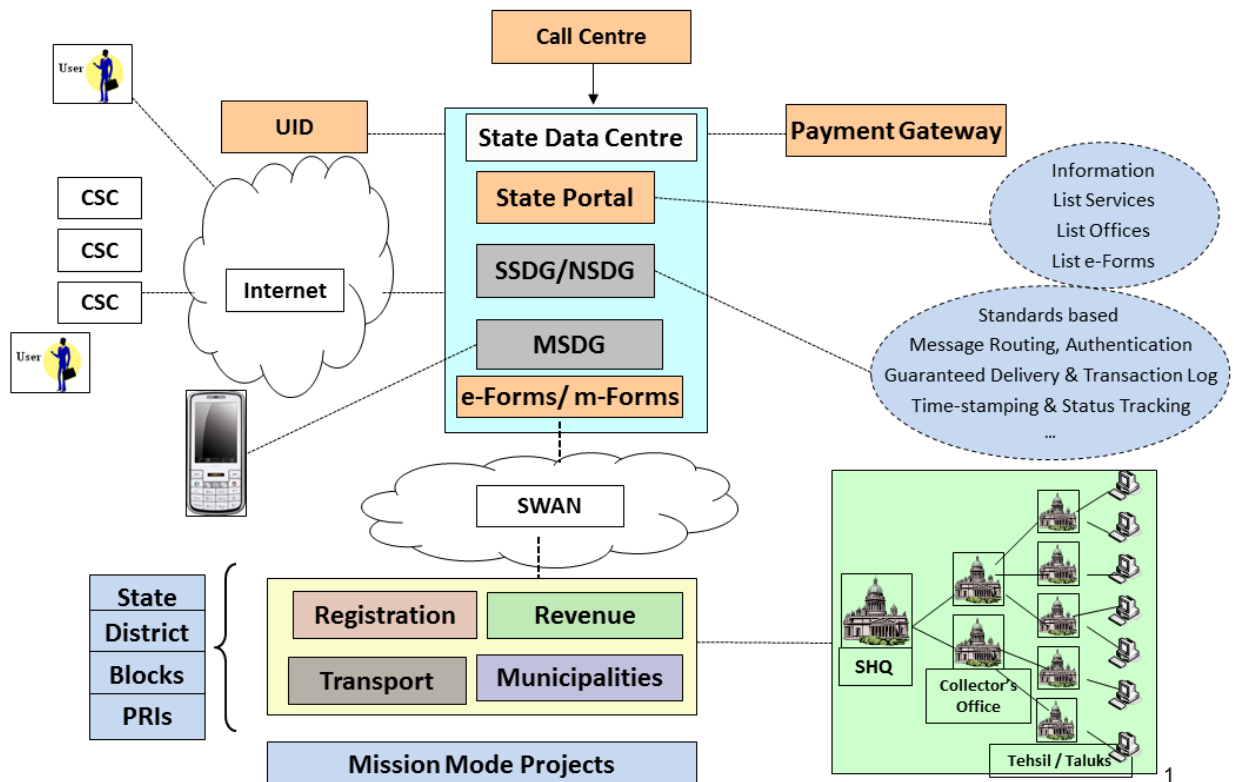 Call Centre
User
UID
State Data Centre
Payment Gateway
CSC
CSC
CSC
User
Internet
State Portal
SSDG/NSDG
MSDG
e-Forms/ m-Forms
Information
List Services
List Offices
List e-Forms
Standards based
Message Routing, Authentication
Guaranteed Delivery & Transaction Log
Time-stamping & Status Tracking
…
SWAN
State
District
Blocks
PRIs
Registration
Revenue
Transport
Municipalities
Mission Mode Projects
SHQ
Collector's
Office
Tehsil / Taluks
1